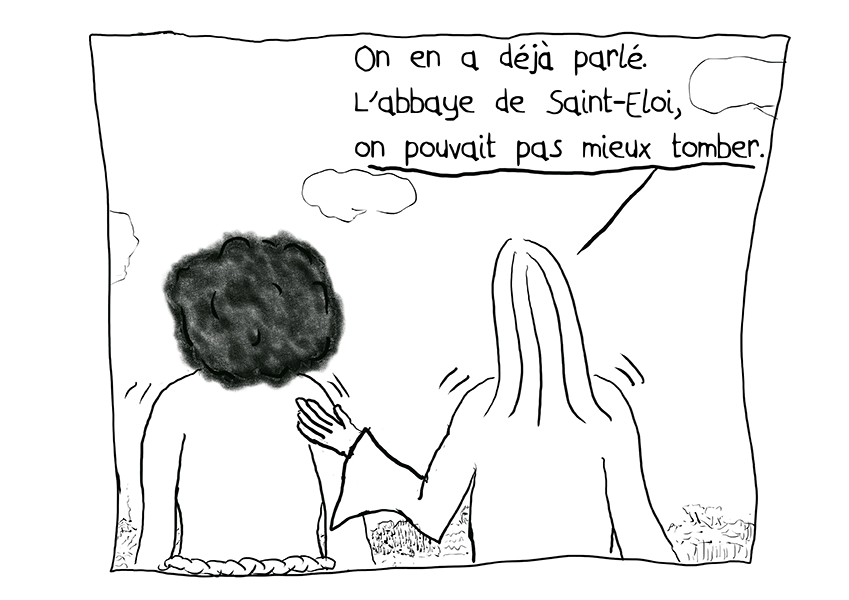 On en a déjà parlé.
L'abbaye de Saint-Eloi,
on pouvait pas mieux tomber.